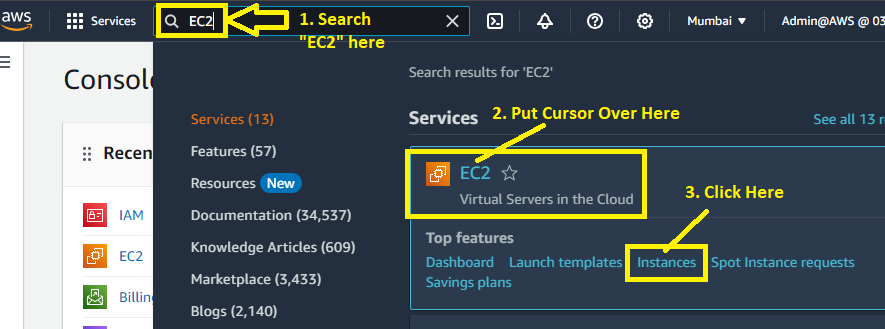 aws
Services
EC2
1. Search
"EC2" here
Mumbai
Admin@AWS @ 03
Console
Search results for 'EC2'
Recen
IAM
EC2
Billin
Services (13)
Features (57)
Resources New
Documentation (34,537)
Knowledge Articles (609)
Marketplace (3,433)
Blogs (2,140)
Services
2. Put Cursor Over Here
See all 13 r
EC2
Virtual Servers in the Cloud
3. Click Here
Top features
Dashboard Launch templates Instances Spot Instance requests
Savings plans